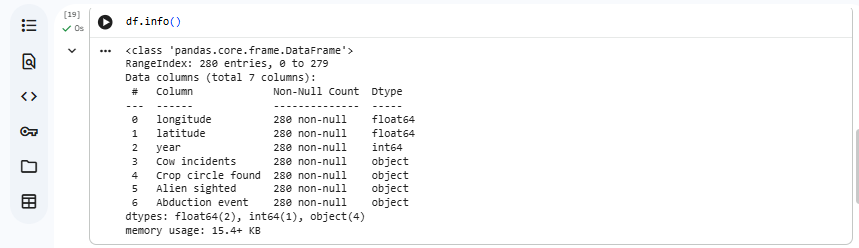 [19]
0s
df.info()
<class 'pandas.core.frame.DataFrame'>
RangeIndex: 280 entries, 0 to 279
Data columns (total 7 columns):
 #   Column             Non-Null Count  Dtype
---  ------             --------------  -----
 0   longitude          280 non-null    float64
 1   latitude           280 non-null    float64
 2   year               280 non-null    int64
 3   Cow incidents      280 non-null    object
 4   Crop circle found  280 non-null    object
 5   Alien sighted      280 non-null    object
 6   Abduction event    280 non-null    object
dtypes: float64(2), int64(1), object(4)
memory usage: 15.4+ KB